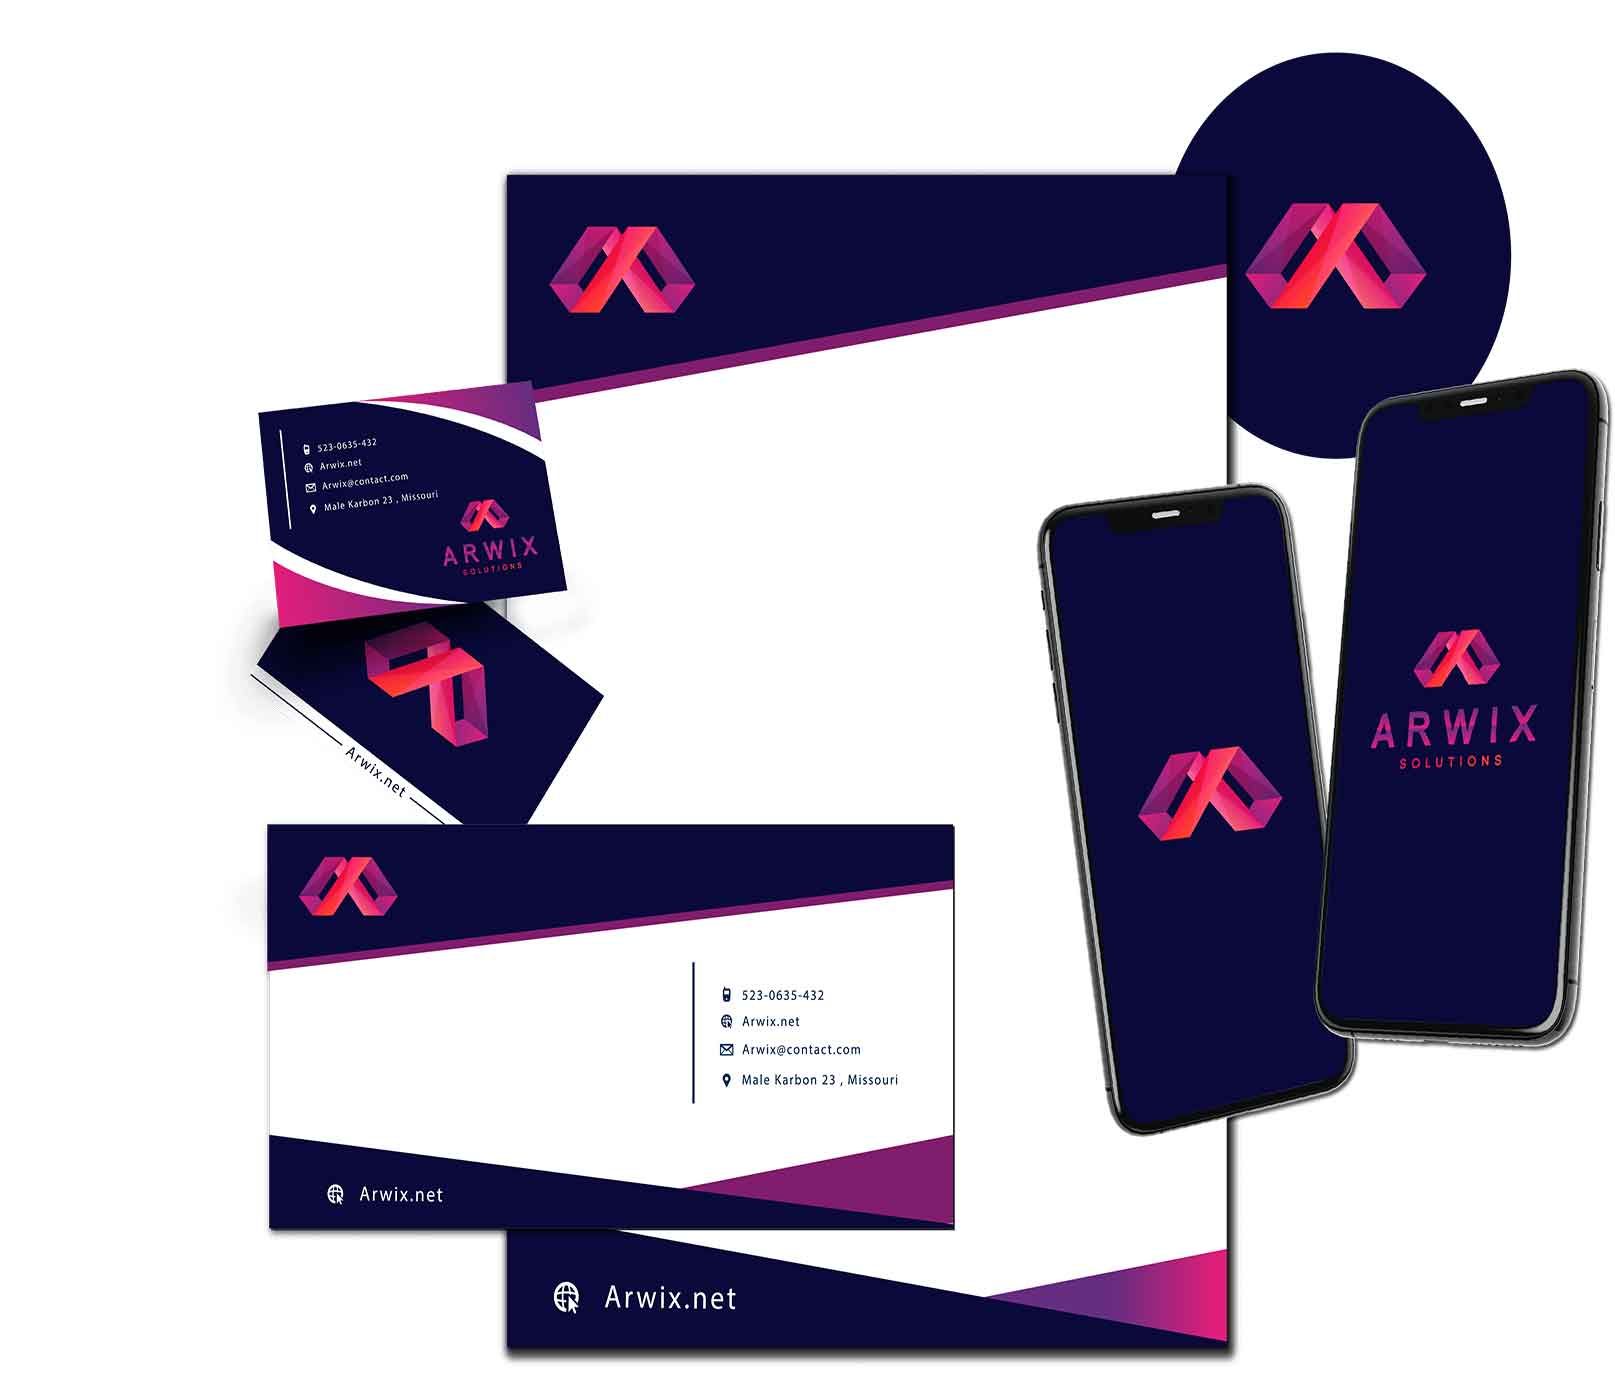 523-0635-432
Arwix.net
Arwix@contact.com
Male Karbon 23 , Missouri
ARWIX
SOLUTIONS
Arwix.net
ARWIX
SOLUTIONS
523-0635-432
Arwix.net
Arwix@contact.com
Male Karbon 23 , Missouri
Arwix.net
Arwix.net